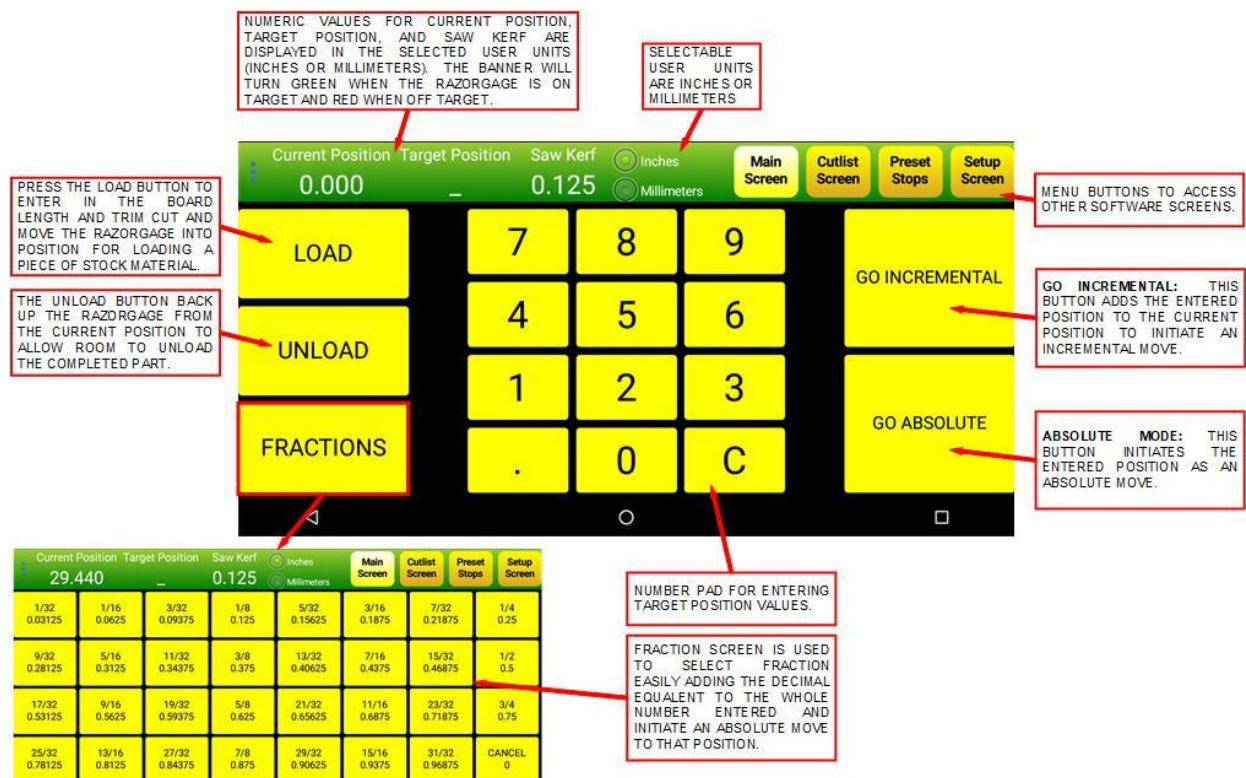 NUMERIC VALUES FOR CURRENT POSITION,
TARGET POSITION, AND SAW KERF ARE
DISPLAYED IN THE SELECTED USER UNITS
(INCHES OR MILLIMETERS). THE BANNER WILL
TURN GREEN WHEN THE RAZORGAGE IS ON
TARGET AND RED WHEN OFF TARGET.
SELECTABLE
USER UNITS
ARE INCHES OR
MILLIMETERS
Current Position Target Position Saw Kerf
0.000 _ 0.125
Inches
Millimeters
Main
Screen
Cutlist
Screen
Preset
Stops
Setup
Screen
PRESS THE LOAD BUTTON TO
ENTER IN THE BOARD
LENGTH AND TRIM CUT AND
MOVE THE RAZORGAGE INTO
POSITION FOR LOADING A
PIECE OF STOCK MATERIAL.
THE UNLOAD BUTTON BACK
UP THE RAZORGAGE FROM
THE CURRENT POSITION TO
ALLOW ROOM TO UNLOAD
THE COMPLETED PART.
LOAD
UNLOAD
FRACTIONS
7 8 9
4 5 6
1 2 3
. 0 C
GO INCREMENTAL
GO ABSOLUTE
MENU BUTTONS TO ACCESS
OTHER SOFTWARE SCREENS.
GO INCREMENTAL: THIS
BUTTON ADDS THE ENTERED
POSITION TO THE CURRENT
POSITION TO INITIATE AN
INCREMENTAL MOVE.
ABSOLUTE MODE: THIS
BUTTON INITIATES THE
ENTERED POSITION AS AN
ABSOLUTE MOVE.
Current Position Target Position Saw Kerf
29.440 _ 0.125
Inches
Millimeters
Main
Screen
Cutlist
Screen
Preset
Stops
Setup
Screen
1/32 1/16 3/32 1/8 5/32 3/16 7/32 1/4
0.03125 0.0625 0.09375 0.125 0.15625 0.1875 0.21875 0.25
9/32 5/16 11/32 3/8 13/32 7/16 15/32 1/2
0.28125 0.3125 0.34375 0.375 0.40625 0.4375 0.46875 0.5
17/32 9/16 19/32 5/8 21/32 11/16 23/32 3/4
0.53125 0.5625 0.59375 0.625 0.65625 0.6875 0.71875 0.75
25/32 13/16 27/32 7/8 29/32 15/16 31/32 CANCEL
0.78125 0.8125 0.84375 0.875 0.90625 0.9375 0.96875 0
NUMBER PAD FOR ENTERING
TARGET POSITION VALUES.
FRACTION SCREEN IS USED
TO SELECT FRACTION
EASILY ADDING THE DECIMAL
EQUALENT TO THE WHOLE
NUMBER ENTERED AND
INITIATE AN ABSOLUTE MOVE
TO THAT POSITION.